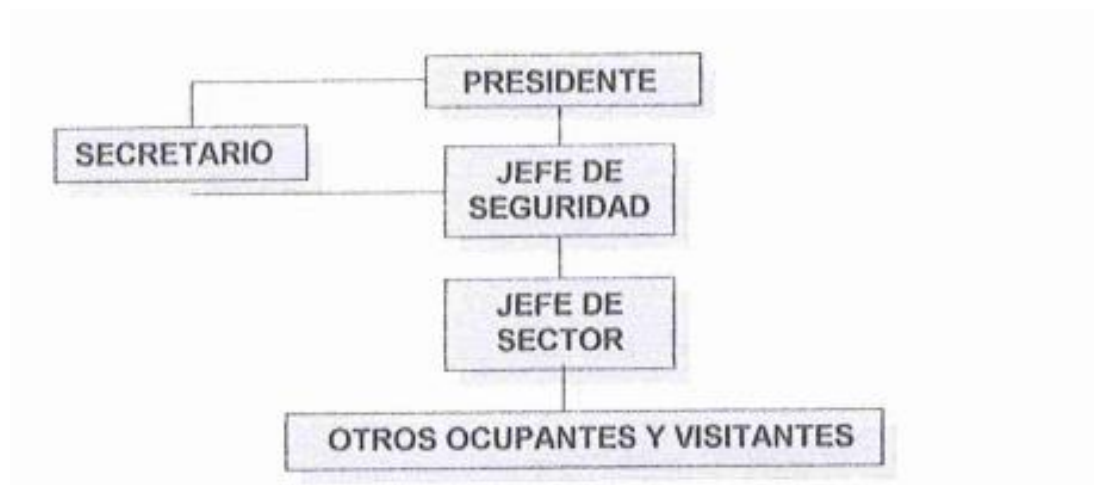 PRESIDENTE
SECRETARIO
JEFE DE
SEGURIDAD
JEFE DE
SECTOR
OTROS OCUPANTES Y VISITANTES